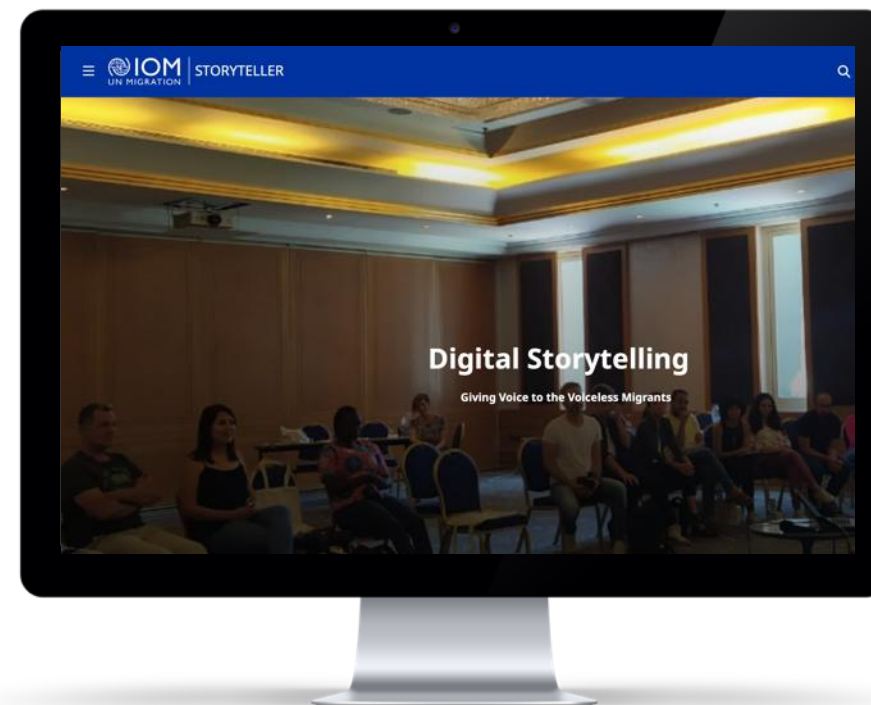 IOM
UN MIGRATION
STORYTELLER
Digital Storytelling
Giving Voice to the Voiceless Migrants